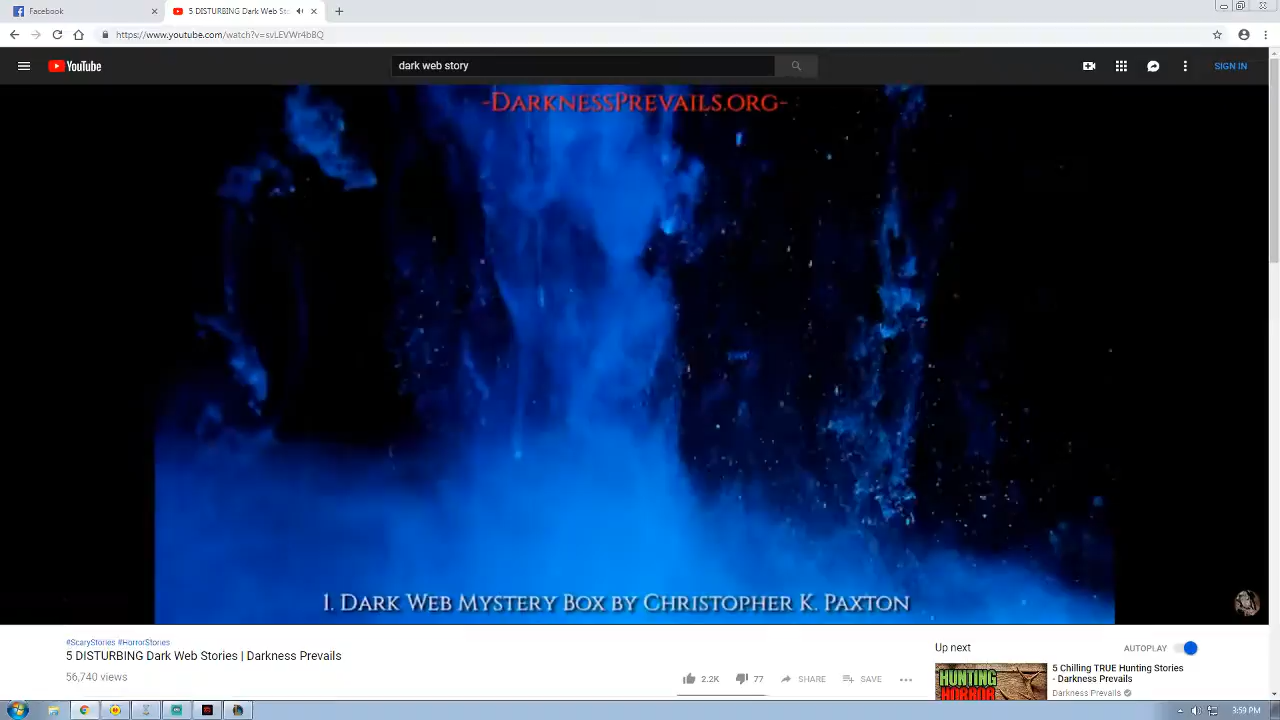 Facebook
5 DISTURBING Dark Web Sto
https://www.youtube.com/watch?v=svLEVWr4bBQ
YouTube
dark web story
SIGN IN
-DarknessPrevails.org-
1. Dark Web Mystery Box by Christopher K. Paxton
#ScaryStories #HorrorStories
5 DISTURBING Dark Web Stories | Darkness Prevails
56,740 views
2.2K
77
SHARE
SAVE
Up next
AUTOPLAY
HUNTING
HORROR
5 Chilling TRUE Hunting Stories
- Darkness Prevails
Darkness Prevails
3:59 PM